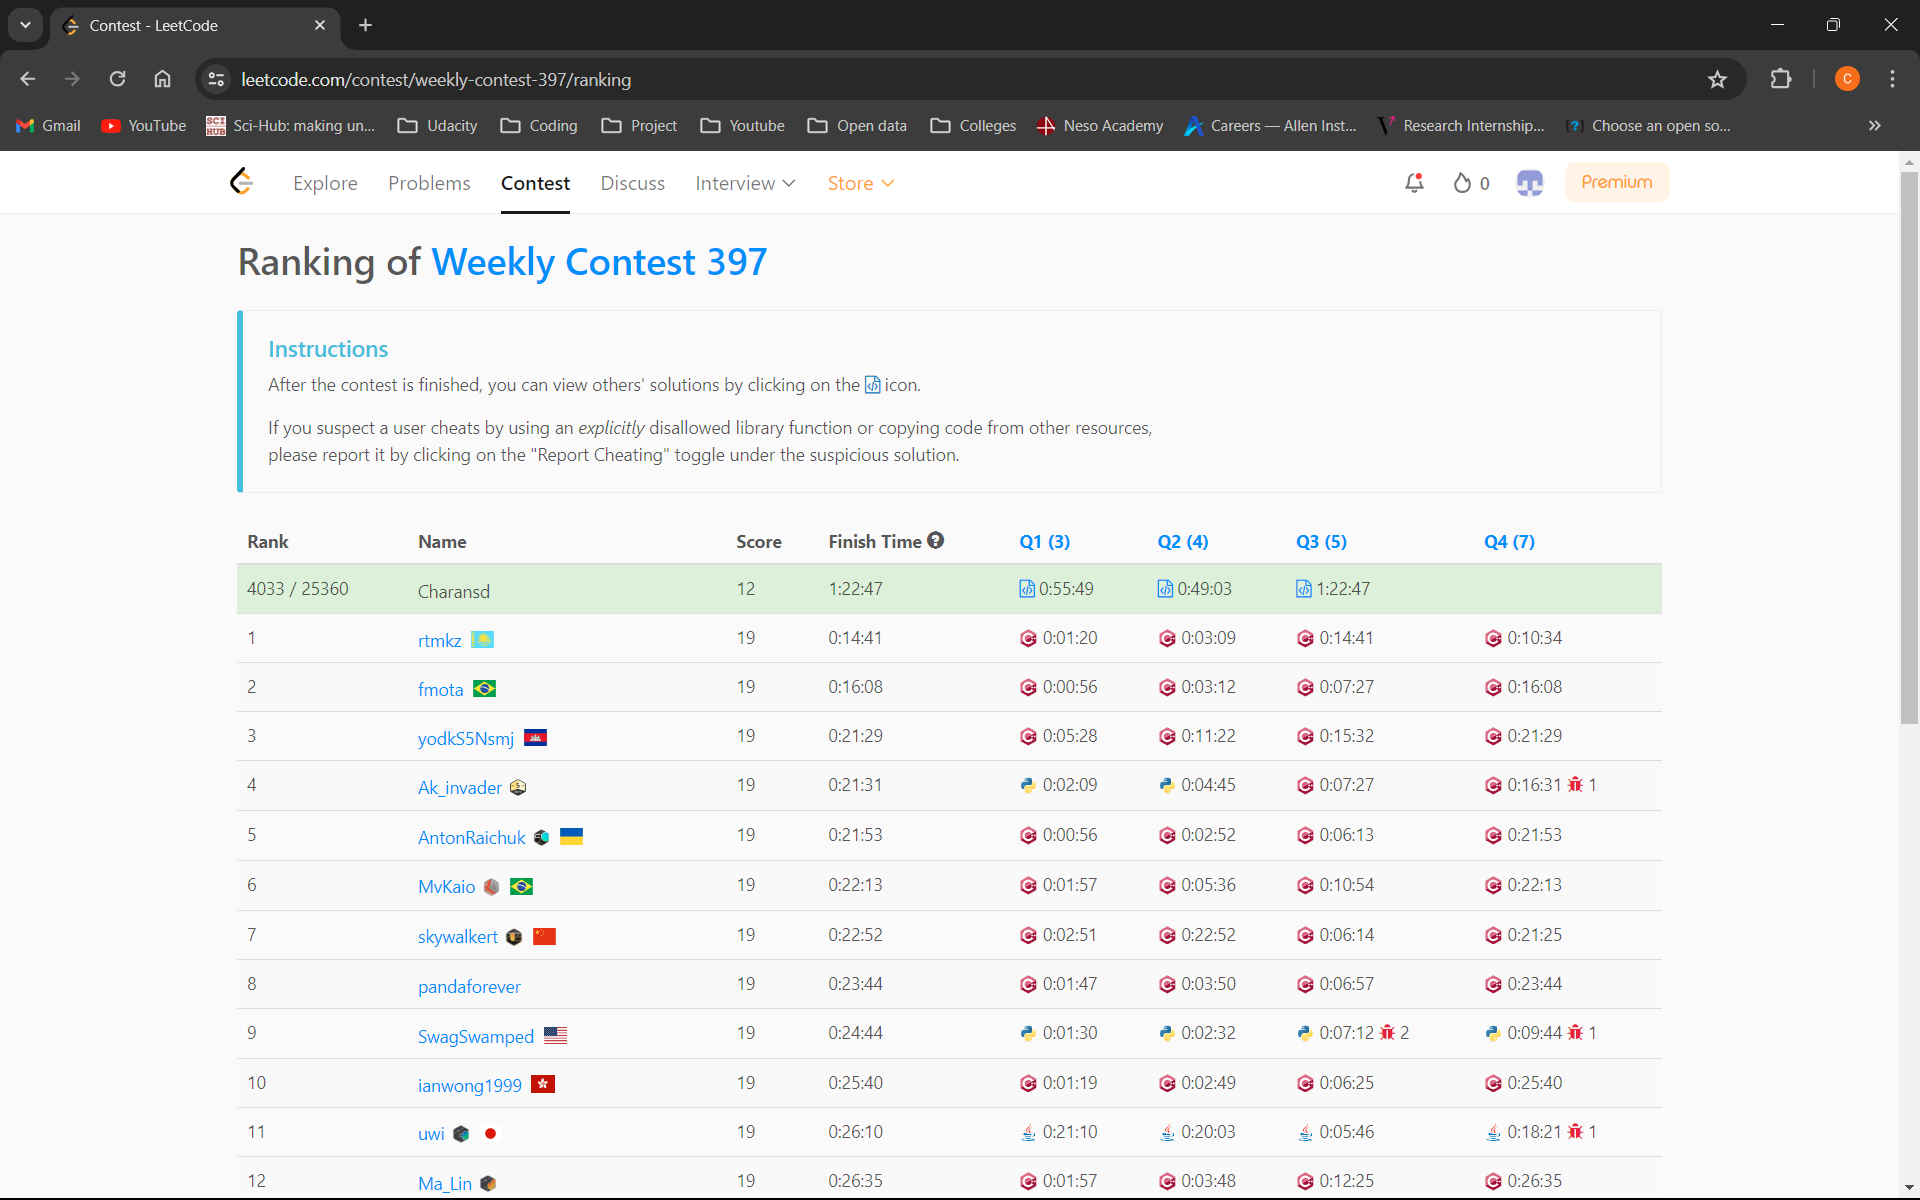 Contest - LeetCode
leetcode.com/contest/weekly-contest-397/ranking
C
Gmail YouTube SCI HUB Sci-Hub: making un... Udacity Coding Project Youtube Open data Colleges Neso Academy Careers — Allen Inst... Research Internship... Choose an open so...
Explore Problems Contest Discuss Interview Store 0 Premium
Ranking of Weekly Contest 397
Instructions
After the contest is finished, you can view others' solutions by clicking on the icon.
If you suspect a user cheats by using an explicitly disallowed library function or copying code from other resources,
please report it by clicking on the "Report Cheating" toggle under the suspicious solution.
Rank Name Score Finish Time Q1 (3) Q2 (4) Q3 (5) Q4 (7)
4033 / 25360 Charansd 12 1:22:47 0:55:49 0:49:03 1:22:47
1 rtmkz 19 0:14:41 0:01:20 0:03:09 0:14:41 0:10:34
2 fmota 19 0:16:08 0:00:56 0:03:12 0:07:27 0:16:08
3 yodkS5Nsmj 19 0:21:29 0:05:28 0:11:22 0:15:32 0:21:29
4 Ak_invader 19 0:21:31 0:02:09 0:04:45 0:07:27 0:16:31 1
5 AntonRaichuk 19 0:21:53 0:00:56 0:02:52 0:06:13 0:21:53
6 MvKaio 19 0:22:13 0:01:57 0:05:36 0:10:54 0:22:13
7 skywalkert 19 0:22:52 0:02:51 0:22:52 0:06:14 0:21:25
8 pandaforever 19 0:23:44 0:01:47 0:03:50 0:06:57 0:23:44
9 SwagSwamped 19 0:24:44 0:01:30 0:02:32 0:07:12 2 0:09:44 1
10 ianwong1999 19 0:25:40 0:01:19 0:02:49 0:06:25 0:25:40
11 uwi 19 0:26:10 0:21:10 0:20:03 0:05:46 0:18:21 1
12 Ma_Lin 19 0:26:35 0:01:57 0:03:48 0:12:25 0:26:35